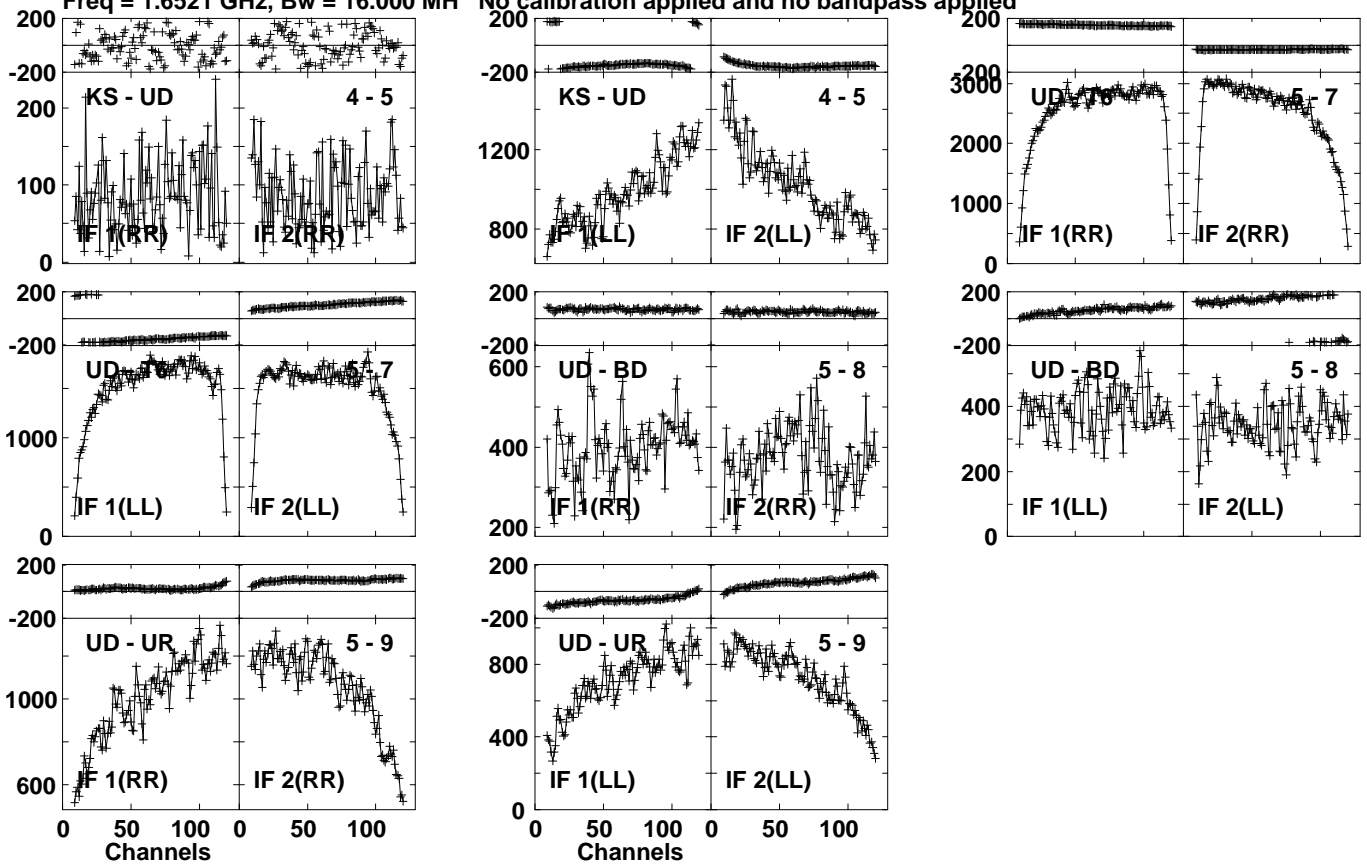 Freq = 1.6521 GHz, Bw = 16.000 MH No calibration applied and no bandpass applied
200
-200
KS - UD 4 - 5
200
100
0
IF 1(RR) IF 2(RR)
KS - UD 4 - 5
1200
800
IF 1(LL) IF 2(LL)
200
-200
3000
2000
1000
0
UD - T6 5 - 7
IF 1(RR) IF 2(RR)
200
-200
UD - T6 5 - 7
1000
0
IF 1(LL) IF 2(LL)
200
-200
600
400
200
UD - BD 5 - 8
IF 1(RR) IF 2(RR)
200
-200
UD - BD 5 - 8
400
200
0
IF 1(LL) IF 2(LL)
200
-200
UD - UR 5 - 9
1000
600
IF 1(RR) IF 2(RR)
0 50 100 0 50 100
Channels
200
-200
UD - UR 5 - 9
800
400
0
IF 1(LL) IF 2(LL)
0 50 100 0 50 100
Channels